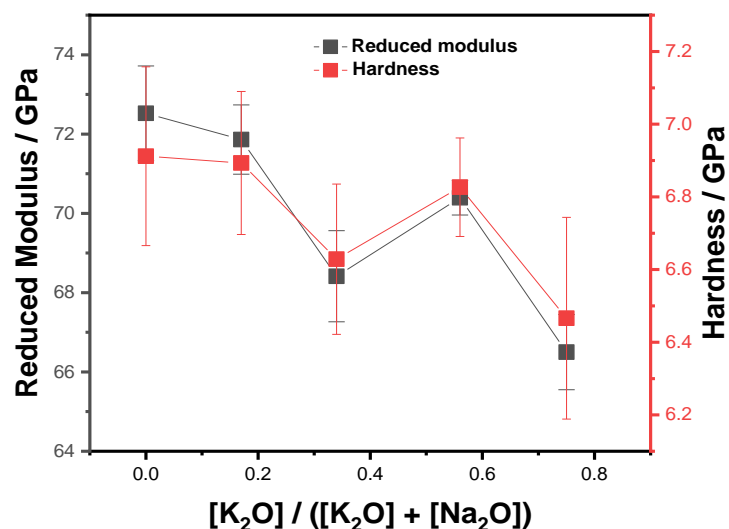 Reduced modulus
Hardness
Reduced Modulus / GPa
74
72
70
68
66
64
7.2
7.0
6.8
6.6
6.4
6.2
Hardness / GPa
0.0 0.2 0.4 0.6 0.8
[K₂O] / ([K₂O] + [Na₂O])